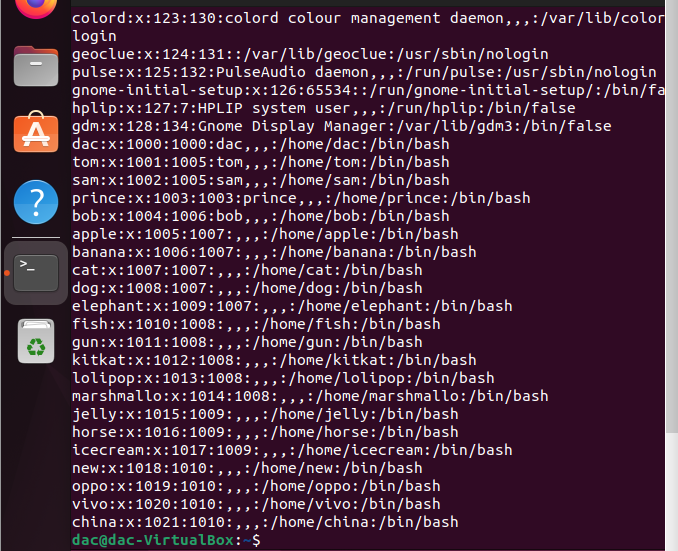 colord:x:123:130:colord colour management daemon,,,:/var/lib/color
login
geoclue:x:124:131::/var/lib/geoclue:/usr/sbin/nologin
pulse:x:125:132:PulseAudio daemon,,,:/run/pulse:/usr/sbin/nologin
gnome-initial-setup:x:126:65534::/run/gnome-initial-setup/:/bin/fa
hplip:x:127:7:HPLIP system user,,,:/run/hplip:/bin/false
gdm:x:128:134:Gnome Display Manager:/var/lib/gdm3:/bin/false
dac:x:1000:1000:dac,,,:/home/dac:/bin/bash
tom:x:1001:1005:tom,,,:/home/tom:/bin/bash
sam:x:1002:1005:sam,,,:/home/sam:/bin/bash
prince:x:1003:1003:prince,,,:/home/prince:/bin/bash
bob:x:1004:1006:bob,,,:/home/bob:/bin/bash
apple:x:1005:1007:,,,:/home/apple:/bin/bash
banana:x:1006:1007:,,,:/home/banana:/bin/bash
cat:x:1007:1007:,,,:/home/cat:/bin/bash
dog:x:1008:1007:,,,:/home/dog:/bin/bash
elephant:x:1009:1007:,,,:/home/elephant:/bin/bash
fish:x:1010:1008:,,,:/home/fish:/bin/bash
gun:x:1011:1008:,,,:/home/gun:/bin/bash
kitkat:x:1012:1008:,,,:/home/kitkat:/bin/bash
lolipop:x:1013:1008:,,,:/home/lolipop:/bin/bash
marshmallo:x:1014:1008:,,,:/home/marshmallo:/bin/bash
jelly:x:1015:1009:,,,:/home/jelly:/bin/bash
horse:x:1016:1009:,,,:/home/horse:/bin/bash
icecream:x:1017:1009:,,,:/home/icecream:/bin/bash
new:x:1018:1010:,,,:/home/new:/bin/bash
oppo:x:1019:1010:,,,:/home/oppo:/bin/bash
vivo:x:1020:1010:,,,:/home/vivo:/bin/bash
china:x:1021:1010:,,,:/home/china:/bin/bash
dac@dac-VirtualBox:~$